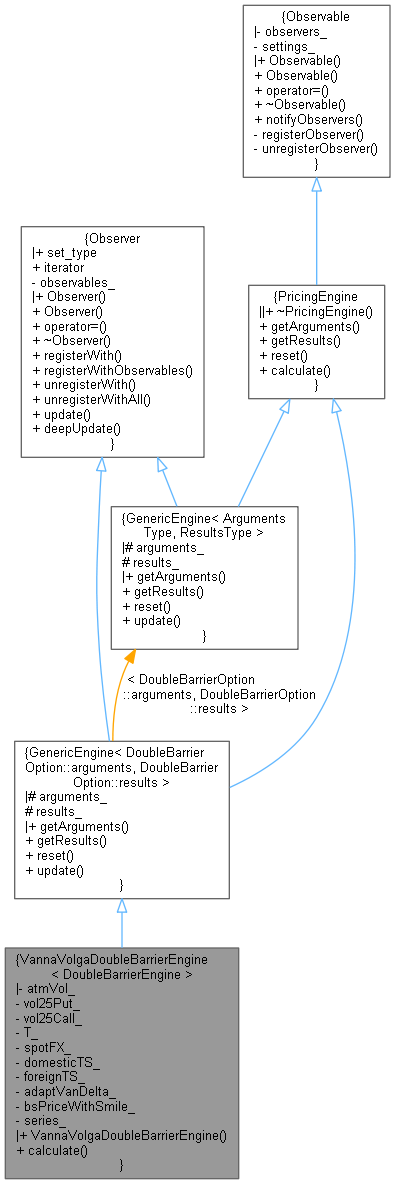 {Observable
|- observers_
- settings_
|+ Observable()
+ Observable()
+ operator=()
+ ~Observable()
+ notifyObservers()
- registerObserver()
- unregisterObserver()
}
{Observer
|+ set_type
+ iterator
- observables_
|+ Observer()
+ Observer()
+ operator=()
+ ~Observer()
+ registerWith()
+ registerWithObservables()
+ unregisterWith()
+ unregisterWithAll()
+ update()
+ deepUpdate()
}
{PricingEngine
||+ ~PricingEngine()
+ getArguments()
+ getResults()
+ reset()
+ calculate()
}
{GenericEngine< Arguments
Type, ResultsType >
|# arguments_
# results_
|+ getArguments()
+ getResults()
+ reset()
+ update()
}
< DoubleBarrierOption
::arguments, DoubleBarrierOption
::results >
{GenericEngine< DoubleBarrier
Option::arguments, DoubleBarrier
Option::results >
|# arguments_
# results_
|+ getArguments()
+ getResults()
+ reset()
+ update()
}
{VannaVolgaDoubleBarrierEngine
< DoubleBarrierEngine >
|- atmVol_
- vol25Put_
- vol25Call_
- T_
- spotFX_
- domesticTS_
- foreignTS_
- adaptVanDelta_
- bsPriceWithSmile_
- series_
|+ VannaVolgaDoubleBarrierEngine()
+ calculate()
}